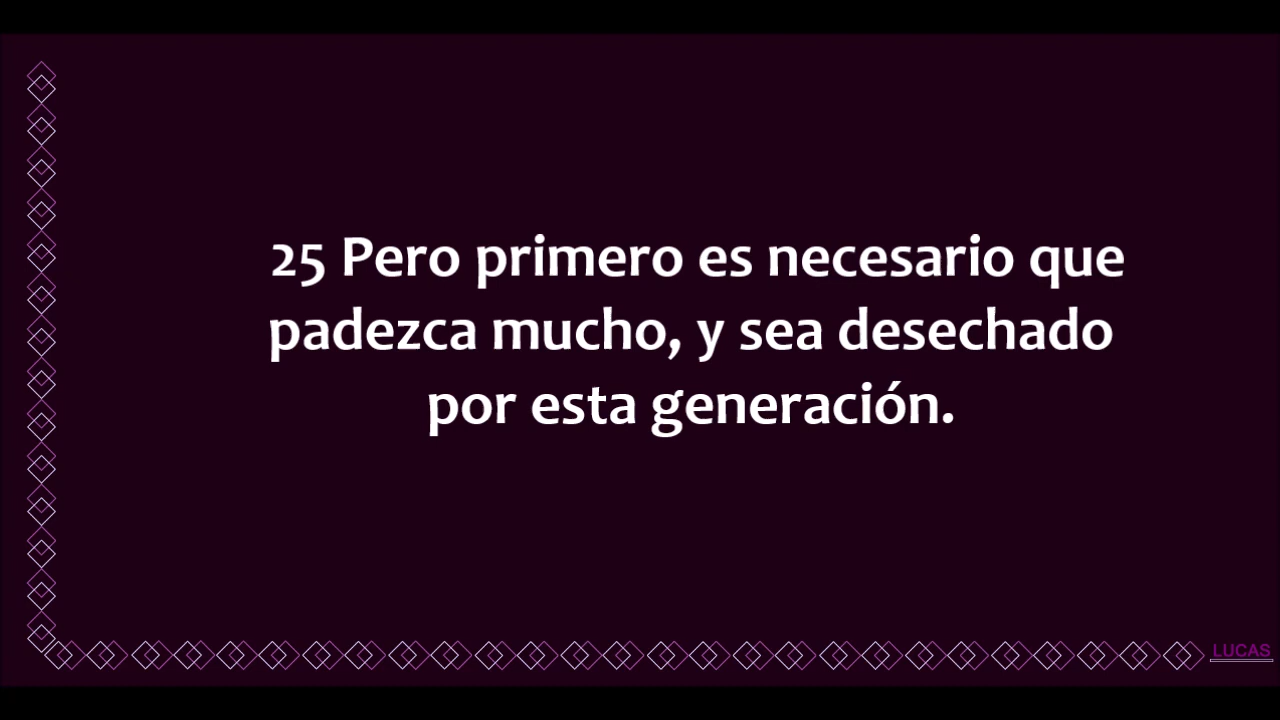 25 Pero primero es necesario que
padezca mucho, y sea desechado
por esta generación.
LUCAS